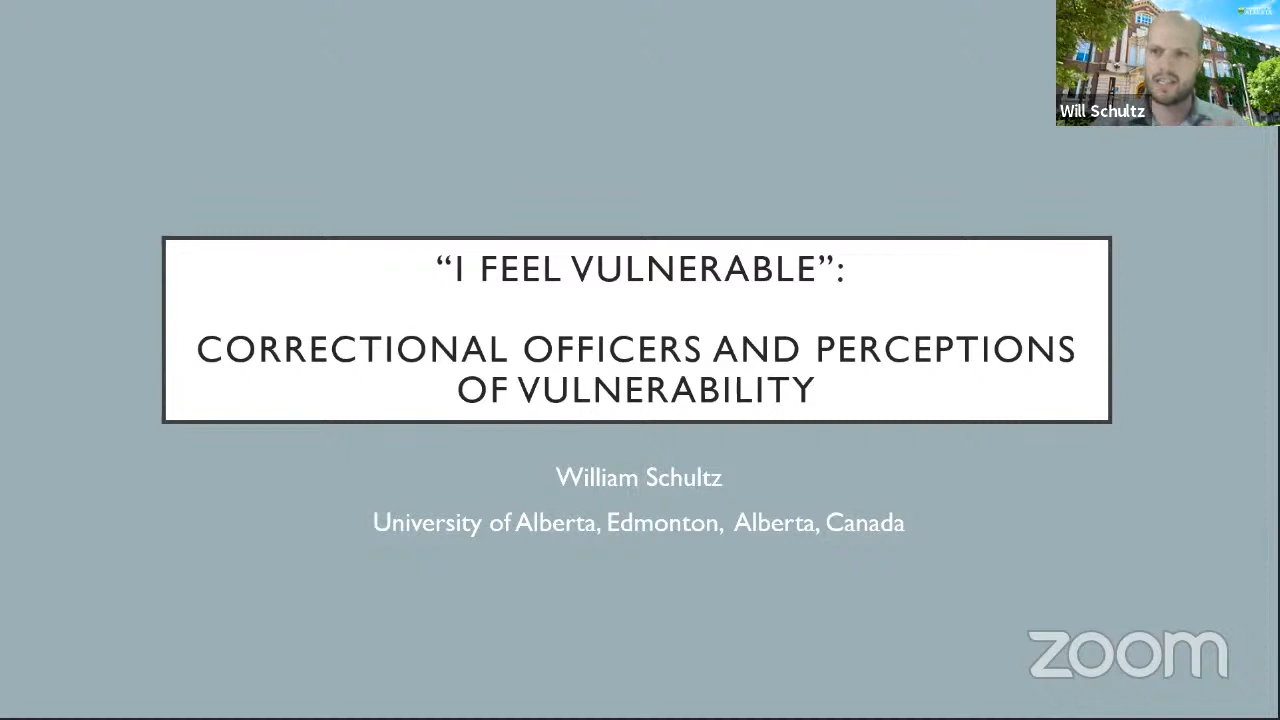 ALBERTA
Will Schultz
“I FEEL VULNERABLE”:
CORRECTIONAL OFFICERS AND PERCEPTIONS
OF VULNERABILITY
William Schultz
University of Alberta, Edmonton, Alberta, Canada
zoom